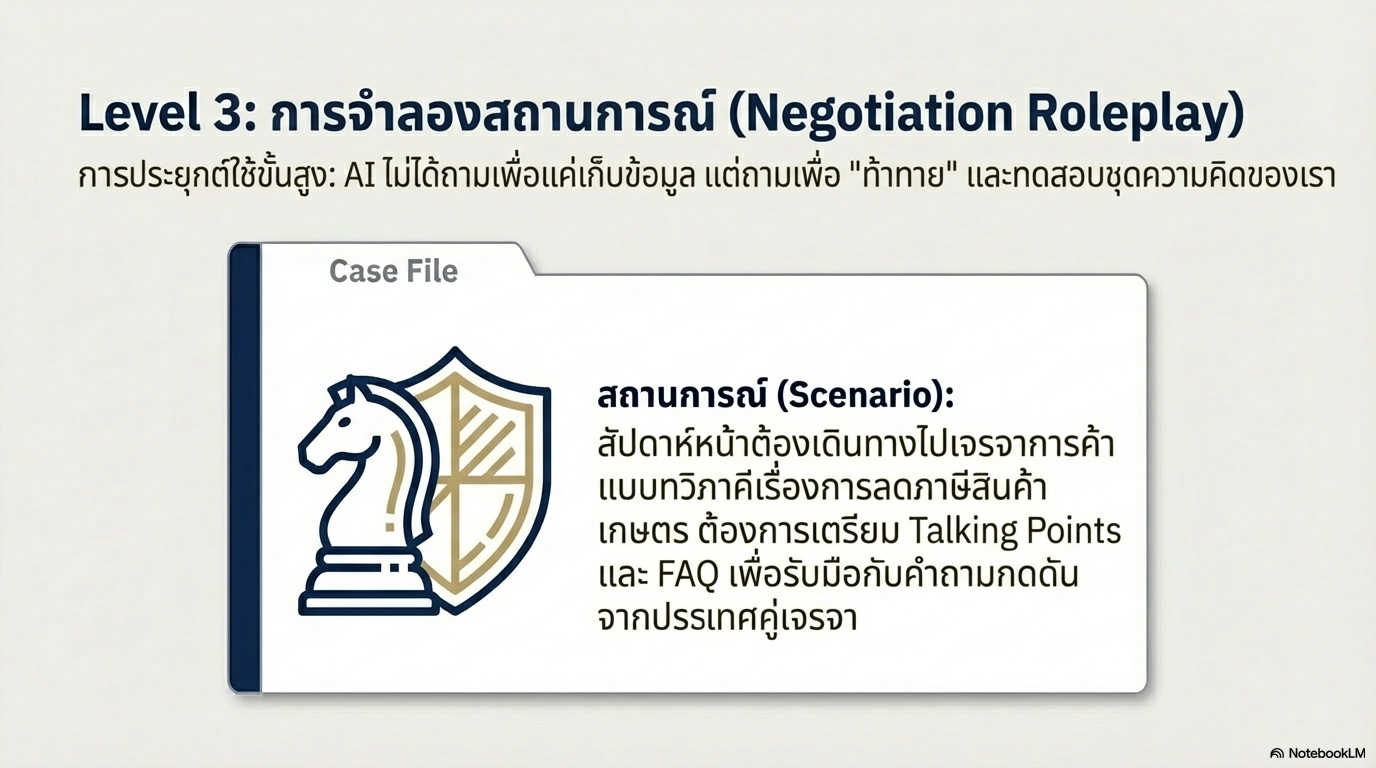 Level 3: การจำลองสถานการณ์ (Negotiation Roleplay)
การประยุกต์ใช้ขั้นสูง: AI ไม่ได้ถามเพื่อแค่เก็บข้อมูล แต่ถามเพื่อ "ท้าทาย" และทดสอบชุดความคิดของเรา
Case File
สถานการณ์ (Scenario):
สัปดาห์หน้าต้องเดินทางไปเจรจาการค้า
แบบทวิภาคีเรื่องการลดภาษีสินค้า
เกษตร ต้องการเตรียม Talking Points
และ FAQ เพื่อรับมือกับคำถามกดดัน
จากประเทศคู่เจรจา
NotebookLM